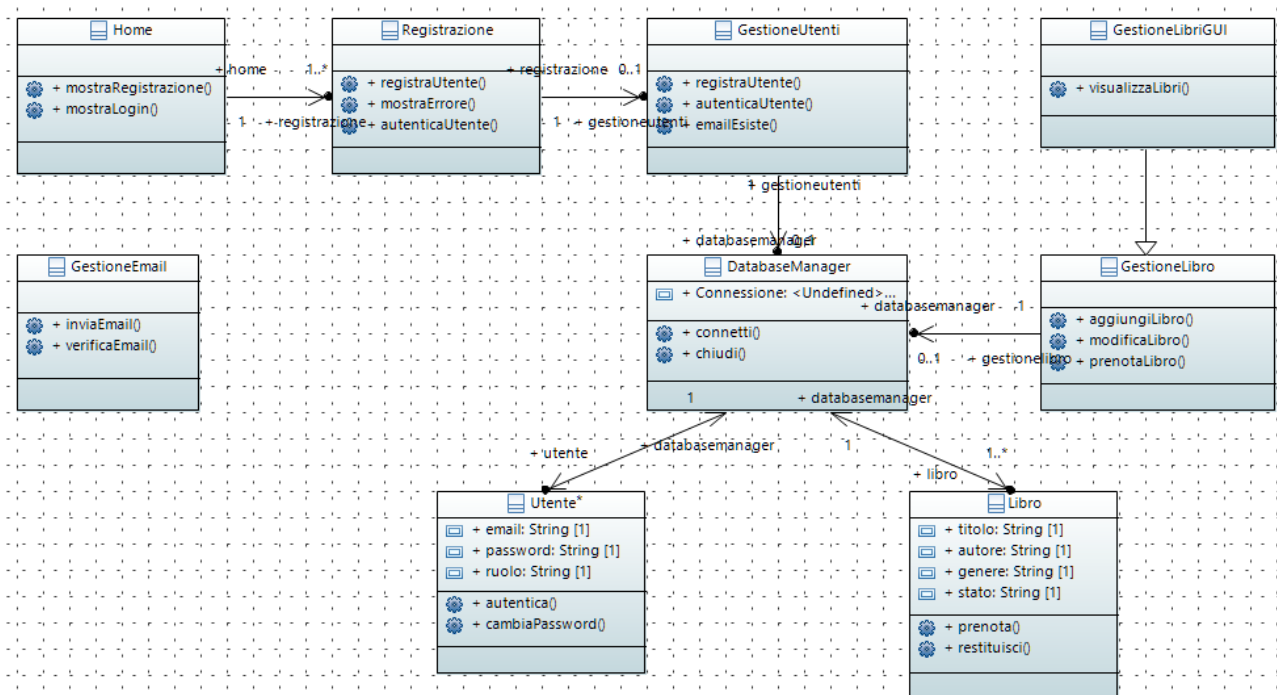 Home
+ mostraRegistrazione()
+ mostraLogin()
+ home
1..*
1
+ registrazione
Registrazione
+ registraUtente()
+ mostraErrore()
+ autenticaUtente()
+ registrazione
0..1
1
+ gestioneutenti
GestioneUtenti
+ registraUtente()
+ autenticaUtente()
+ emailEsiste()
GestioneLibriGUI
+ visualizzaLibri()
1
+ gestioneutenti
+ databasemanager
0..1
GestioneEmail
+ inviaEmail()
+ verificaEmail()
DatabaseManager
+ Connessione: <Undefined>...
+ connetti()
+ chiudi()
+ databasemanager
1
0..1
+ gestionelibro
GestioneLibro
+ aggiungiLibro()
+ modificaLibro()
+ prenotaLibro()
1
+ databasemanager
+ utente
+ databasemanager
1
1..*
+ libro
*
Utente
+ email: String [1]
+ password: String [1]
+ ruolo: String [1]
+ autentica()
+ cambiaPassword()
Libro
+ titolo: String [1]
+ autore: String [1]
+ genere: String [1]
+ stato: String [1]
+ prenota()
+ restituisci()